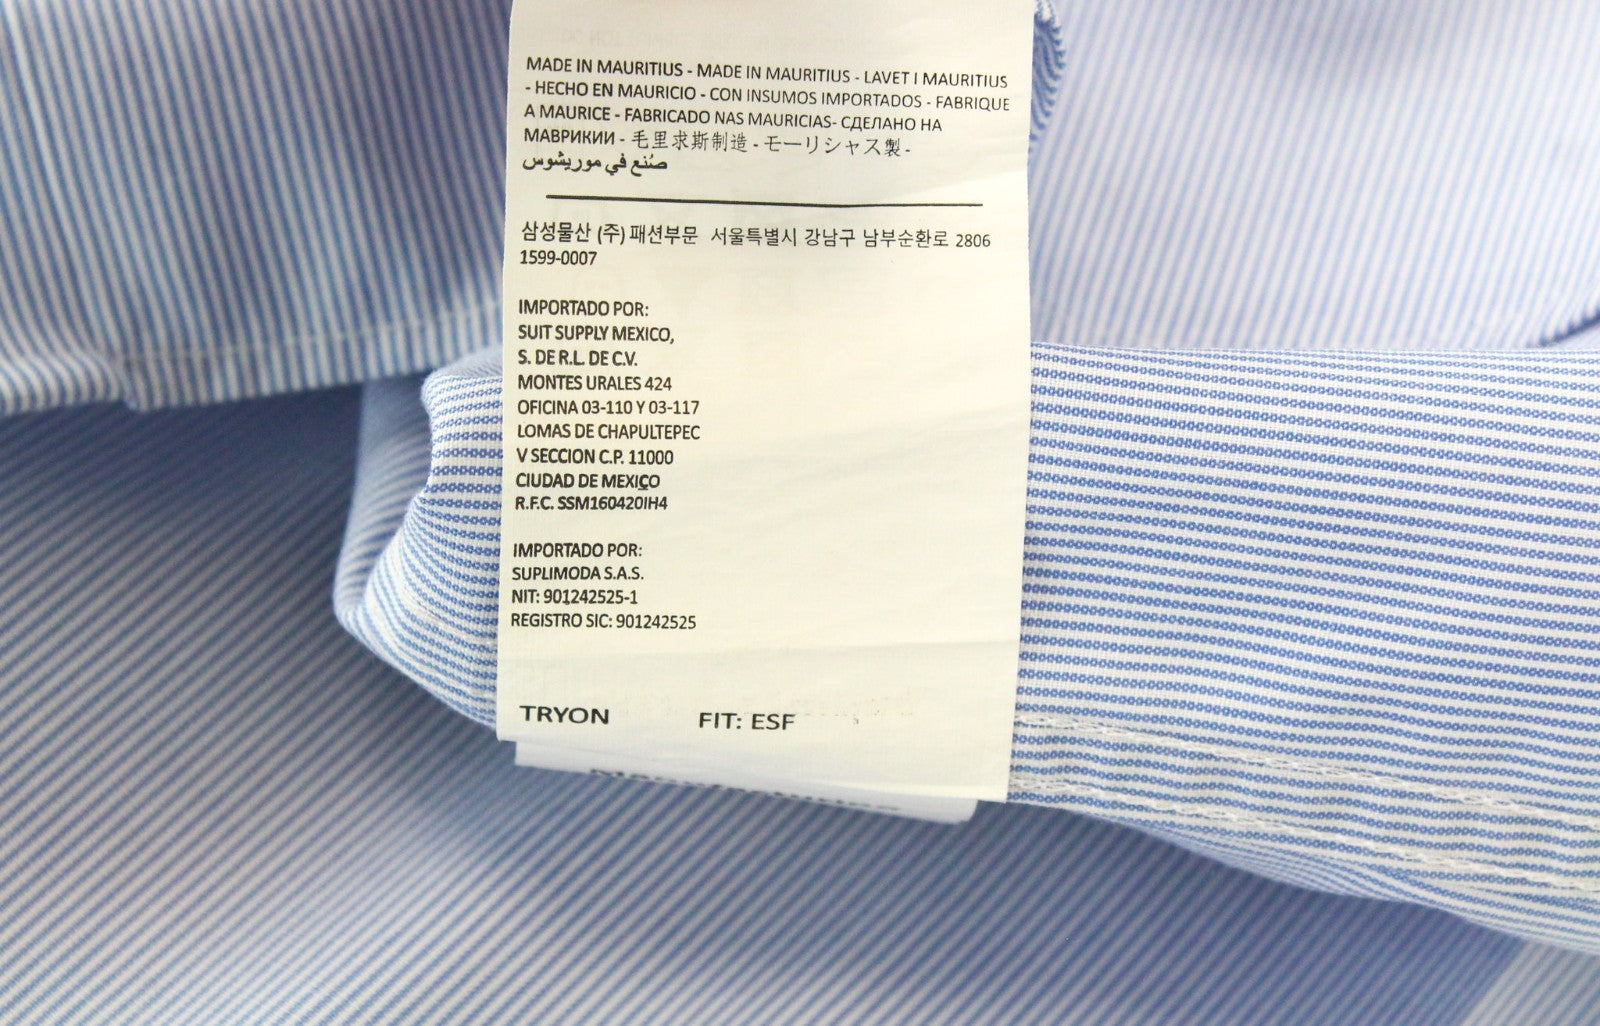 MADE IN MAURITIUS - MADE IN MAURITIUS - LAVET I MAURITIUS
- HECHO EN MAURICIO - CON INSUMOS IMPORTADOS - FABRIQUE
A MAURICE - FABRICADO NAS MAURICIAS- СДЕЛАНО НА
МАВРИКИИ - 毛里求斯制造 - モーリシャス製 -
صُنع في موريشوس
삼성물산 (주) 패션부문 서울특별시 강남구 남부순환로 2806
1599-0007
IMPORTADO POR:
SUIT SUPPLY MEXICO,
S. DE R.L. DE C.V.
MONTES URALES 424
OFICINA 03-110 Y 03-117
LOMAS DE CHAPULTEPEC
V SECCION C.P. 11000
CIUDAD DE MEXICO
R.F.C. SSM160420IH4
IMPORTADO POR:
SUPLIMODA S.A.S.
NIT: 901242525-1
REGISTRO SIC: 901242525
TRYON FIT: ESF